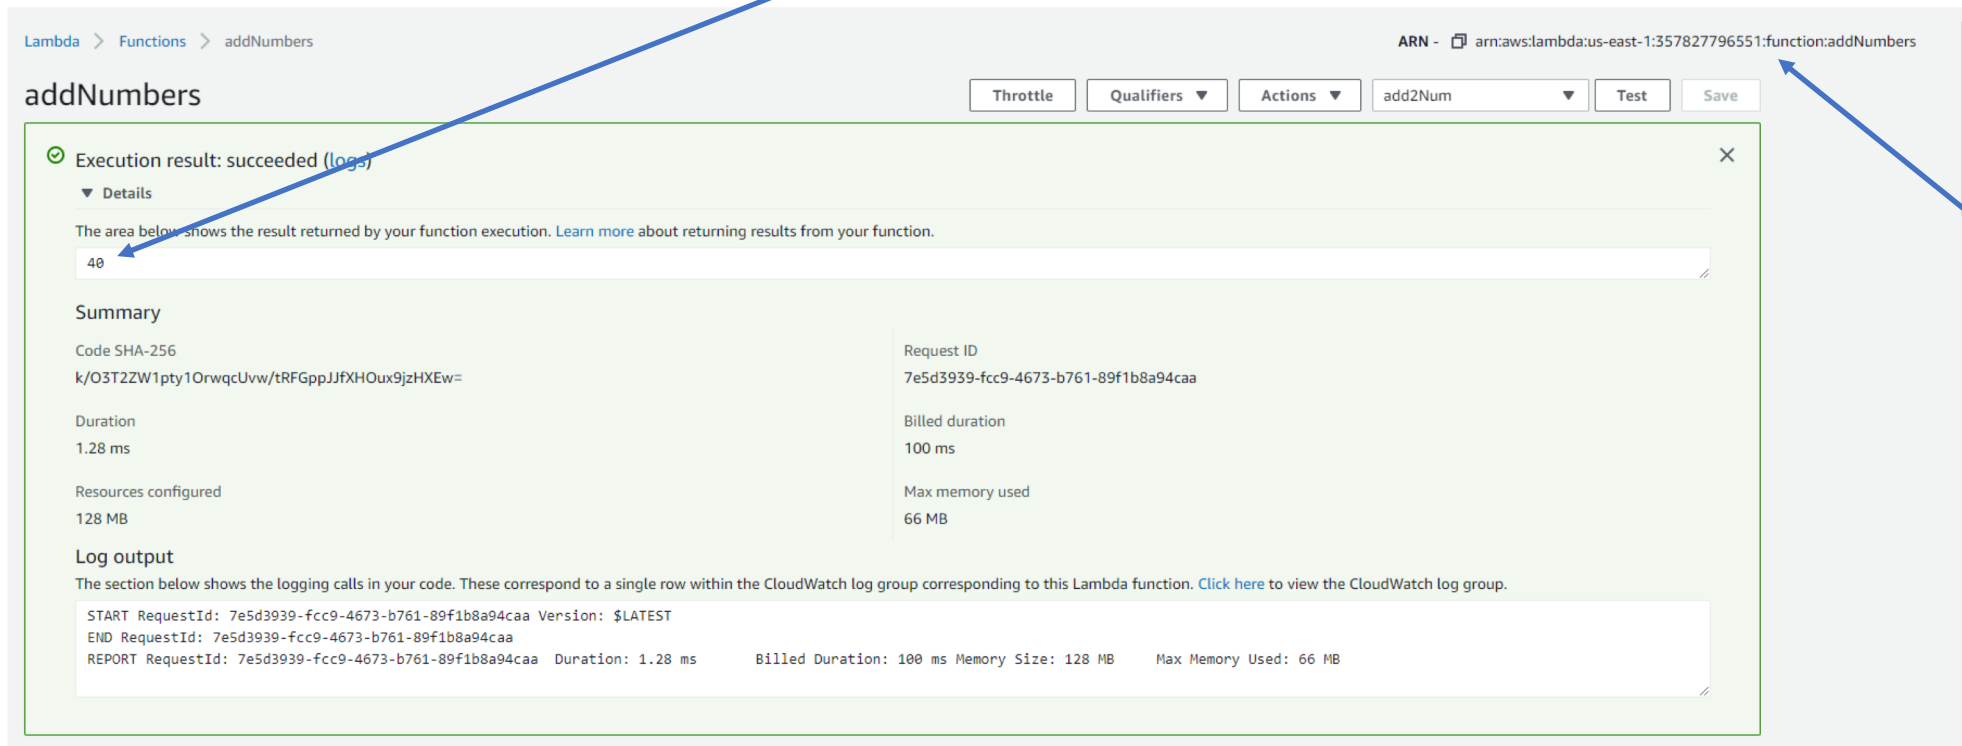 Lambda > Functions > addNumbers
ARN - arn:aws:lambda:us-east-1:357827796551:function:addNumbers
addNumbers
Throttle Qualifiers ▼ Actions ▼ add2Num ▼ Test Save
Execution result: succeeded (logs)
▼ Details
The area below shows the result returned by your function execution. Learn more about returning results from your function.
40
Summary
Code SHA-256
k/O3T2ZW1pty1OrwqcUvw/tRFGppJJfXHOux9jzHXEw=
Request ID
7e5d3939-fcc9-4673-b761-89f1b8a94caa
Duration
1.28 ms
Billed duration
100 ms
Resources configured
128 MB
Max memory used
66 MB
Log output
The section below shows the logging calls in your code. These correspond to a single row within the CloudWatch log group corresponding to this Lambda function. Click here to view the CloudWatch log group.
START RequestId: 7e5d3939-fcc9-4673-b761-89f1b8a94caa Version: $LATEST
END RequestId: 7e5d3939-fcc9-4673-b761-89f1b8a94caa
REPORT RequestId: 7e5d3939-fcc9-4673-b761-89f1b8a94caa Duration: 1.28 ms Billed Duration: 100 ms Memory Size: 128 MB Max Memory Used: 66 MB